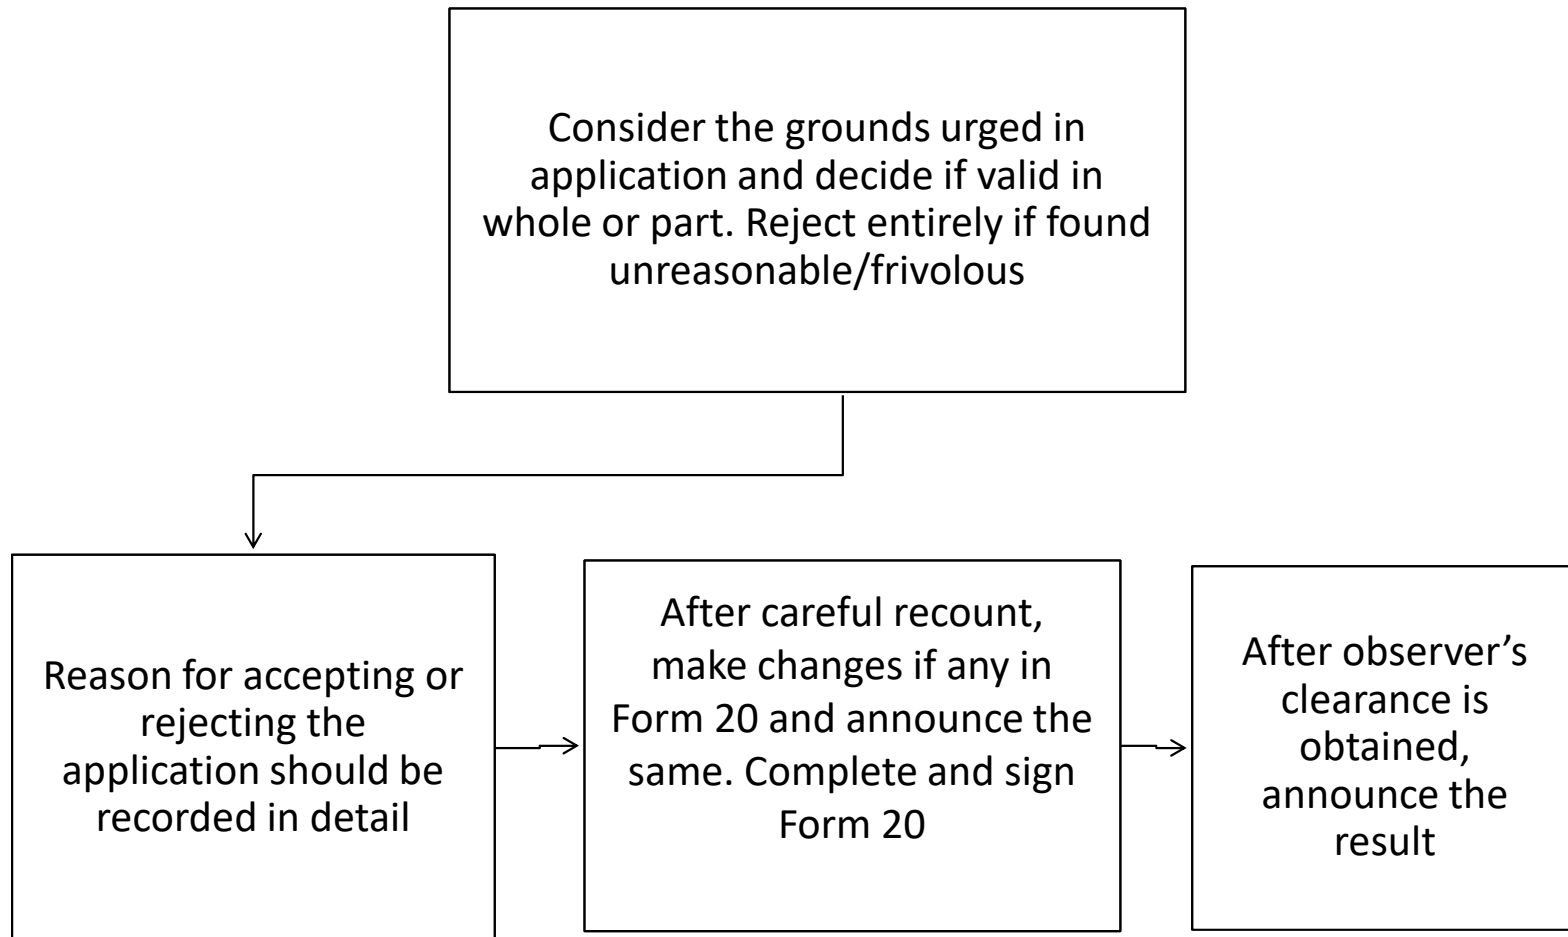 Consider the grounds urged in
application and decide if valid in
whole or part. Reject entirely if found
unreasonable/frivolous
Reason for accepting or
rejecting the
application should be
recorded in detail
After careful recount,
make changes if any in
Form 20 and announce the
same. Complete and sign
Form 20
After observer’s
clearance is
obtained,
announce the
result